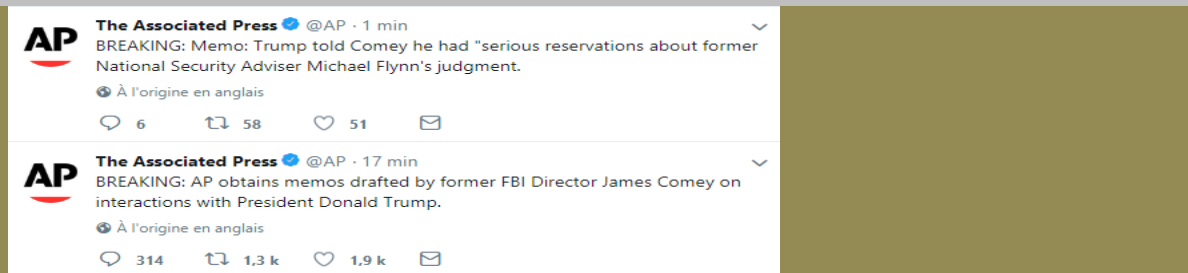 AP The Associated Press @AP · 1 min
BREAKING: Memo: Trump told Comey he had "serious reservations about former
National Security Adviser Michael Flynn's judgment.
À l'origine en anglais
6 58 51
AP The Associated Press @AP · 17 min
BREAKING: AP obtains memos drafted by former FBI Director James Comey on
interactions with President Donald Trump.
À l'origine en anglais
314 1,3 k 1,9 k